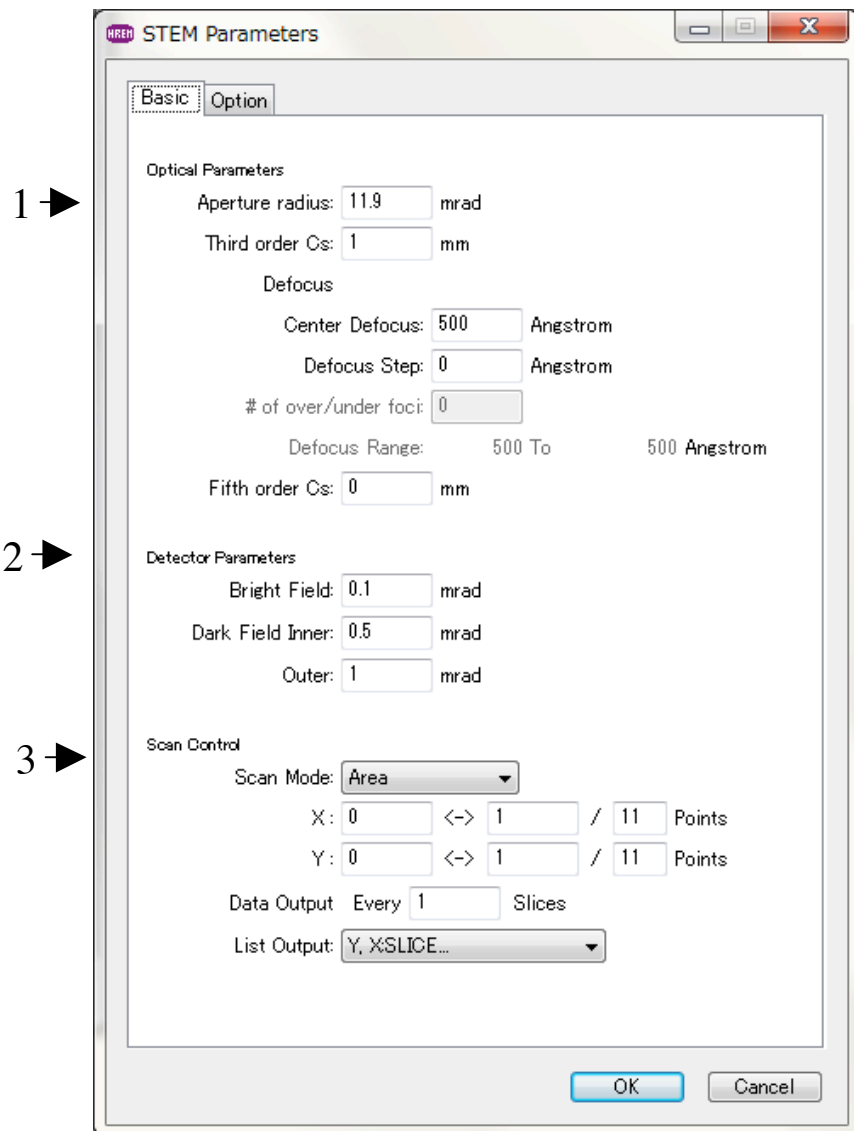 HREM STEM Parameters
Basic Option
Optical Parameters
1 Aperture radius: 11.9 mrad
Third order Cs: 1 mm
Defocus
Center Defocus: 500 Angstrom
Defocus Step: 0 Angstrom
# of over/under foci: 0
Defocus Range: 500 To 500 Angstrom
Fifth order Cs: 0 mm
2 Detector Parameters
Bright Field: 0.1 mrad
Dark Field Inner: 0.5 mrad
Outer: 1 mrad
3 Scan Control
Scan Mode: Area
X : 0 <-> 1 / 11 Points
Y : 0 <-> 1 / 11 Points
Data Output Every 1 Slices
List Output: Y, X:SLICE...
OK Cancel